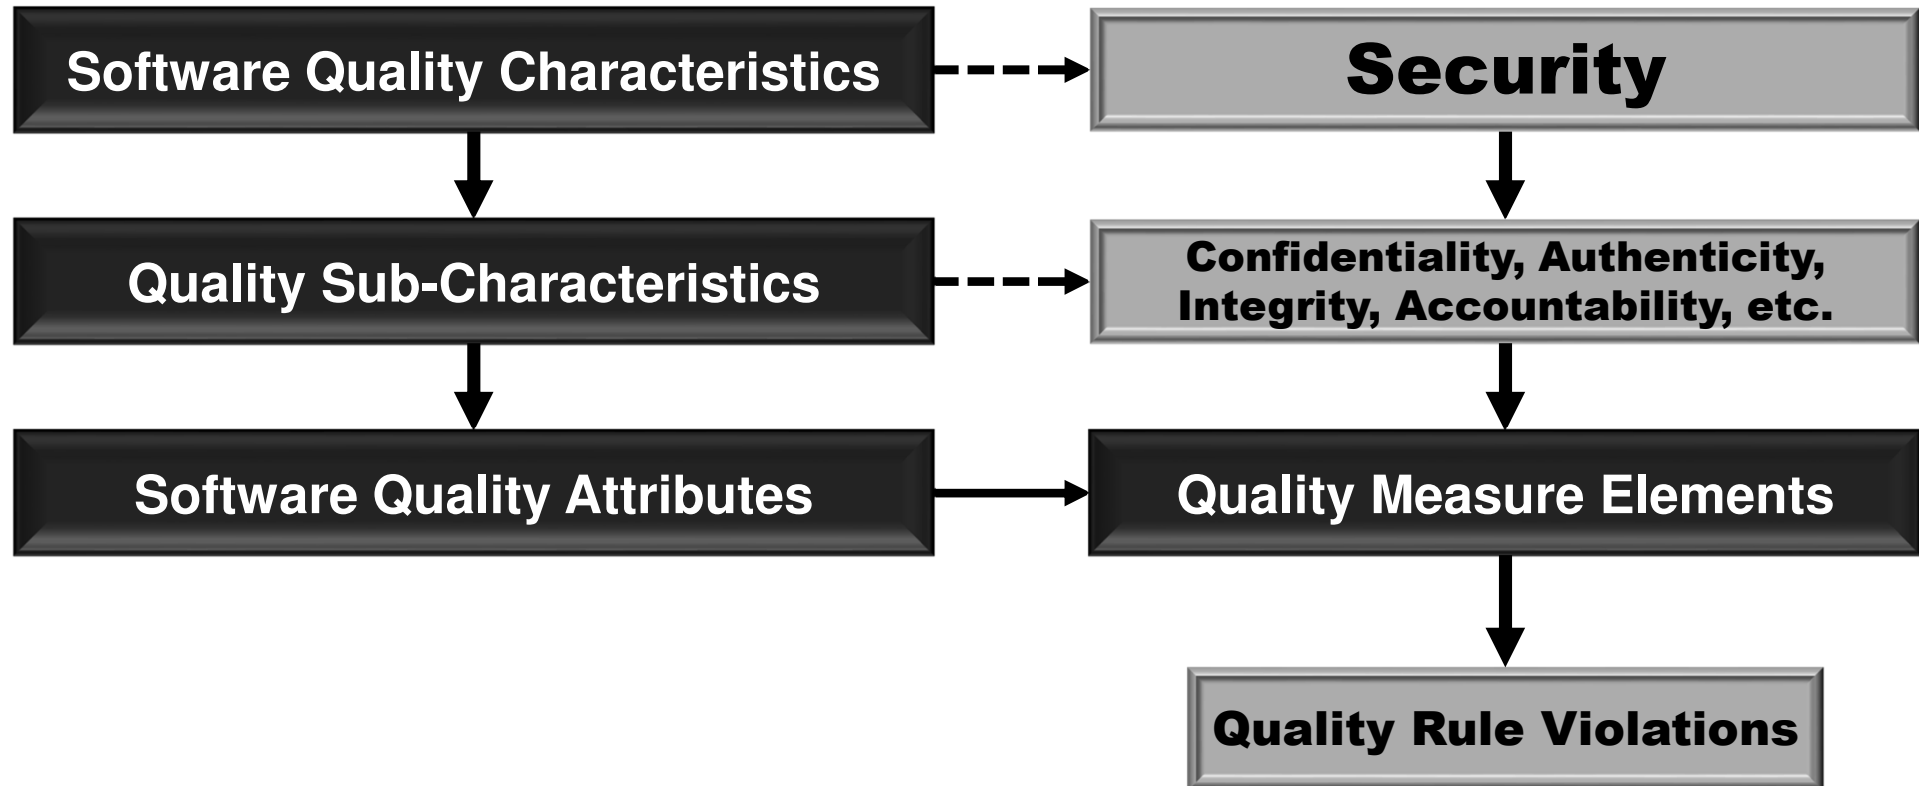 Software Quality Characteristics
Security
Quality Sub-Characteristics
Confidentiality, Authenticity,
Integrity, Accountability, etc.
Software Quality Attributes
Quality Measure Elements
Quality Rule Violations